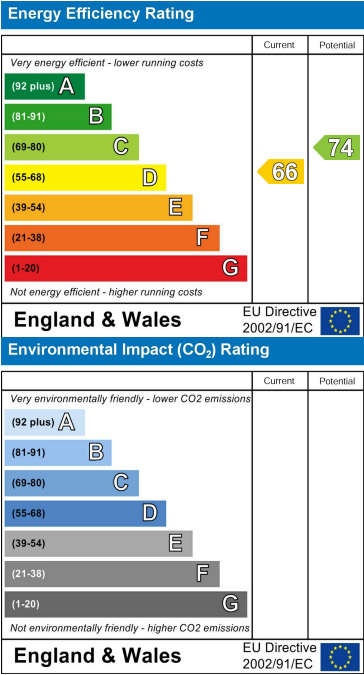 Energy Efficiency Rating
Current
Potential
Very energy efficient - lower running costs
(92 plus) A
(81-91) B
(69-80) C
74
(55-68) D
66
(39-54) E
(21-38) F
(1-20) G
Not energy efficient - higher running costs
England & Wales
EU Directive
2002/91/EC
Environmental Impact (CO₂) Rating
Current
Potential
Very environmentally friendly - lower CO2 emissions
(92 plus) A
(81-91) B
(69-80) C
(55-68) D
(39-54) E
(21-38) F
(1-20) G
Not environmentally friendly - higher CO2 emissions
England & Wales
EU Directive
2002/91/EC